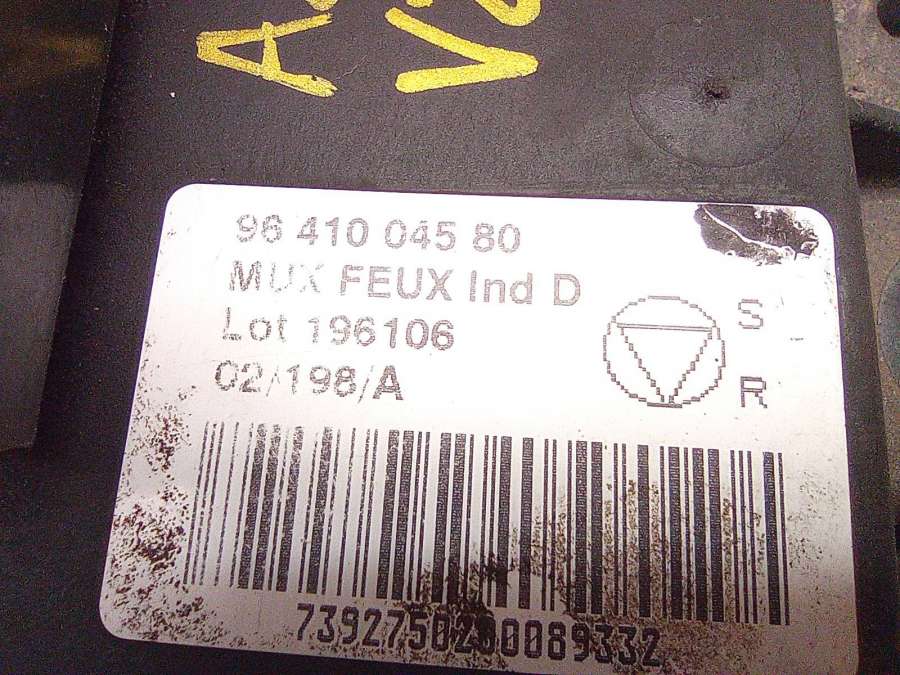 96 410 045 80
MUX FEUX Ind D
Lot 196106
02/198/A
S
R
7392750200089332